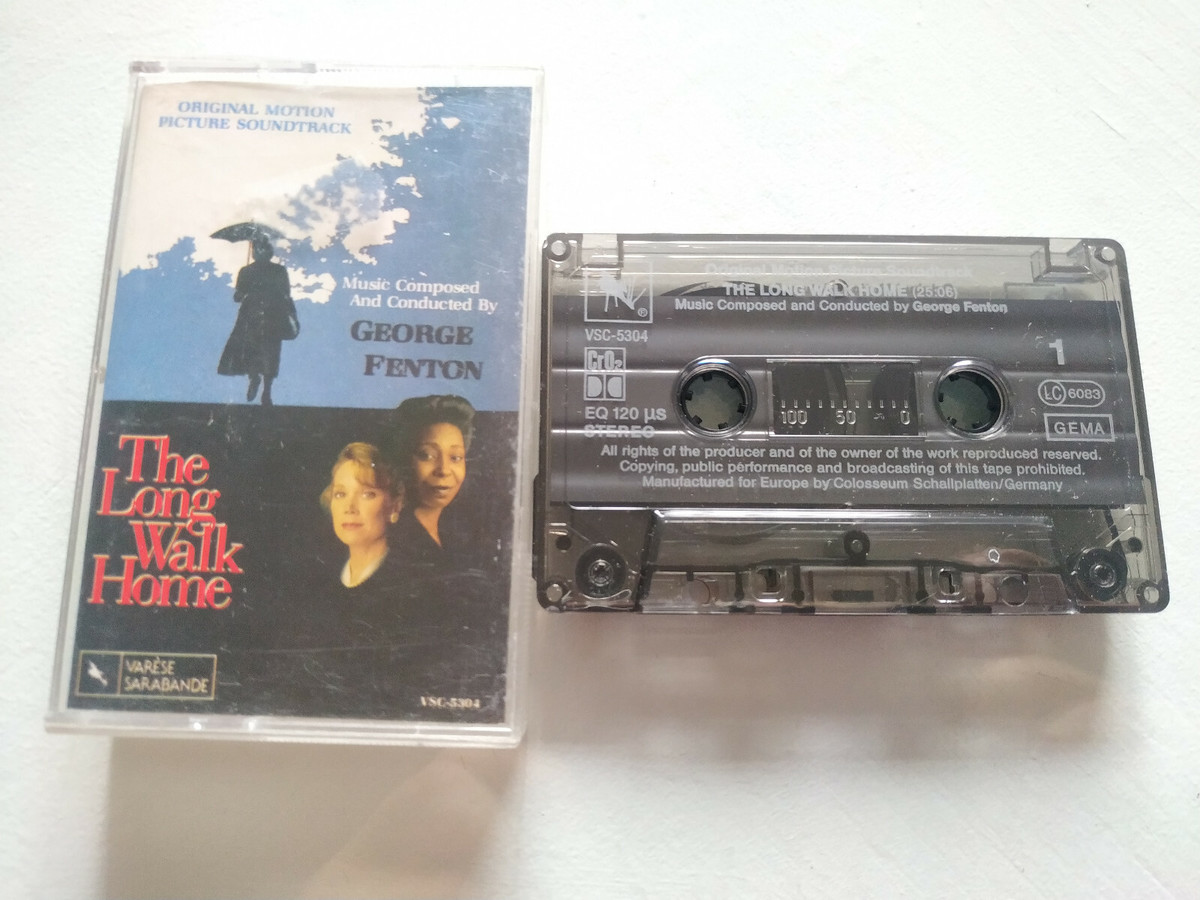 ORIGINAL MOTION
PICTURE SOUNDTRACK
Music Composed
And Conducted By
GEORGE
FENTON
The
Long
Walk
Home
VARÈSE
SARABANDE
VSC-5304
Original Motion Picture Soundtrack
THE LONG WALK HOME (25:06)
Music Composed and Conducted by George Fenton
®
VSC-5304
1
CrO₂
EQ 120 µs
STEREO
100 50 0
LC 6083
GEMA
All rights of the producer and of the owner of the work reproduced reserved.
Copying, public performance and broadcasting of this tape prohibited.
Manufactured for Europe by Colosseum Schallplatten/Germany